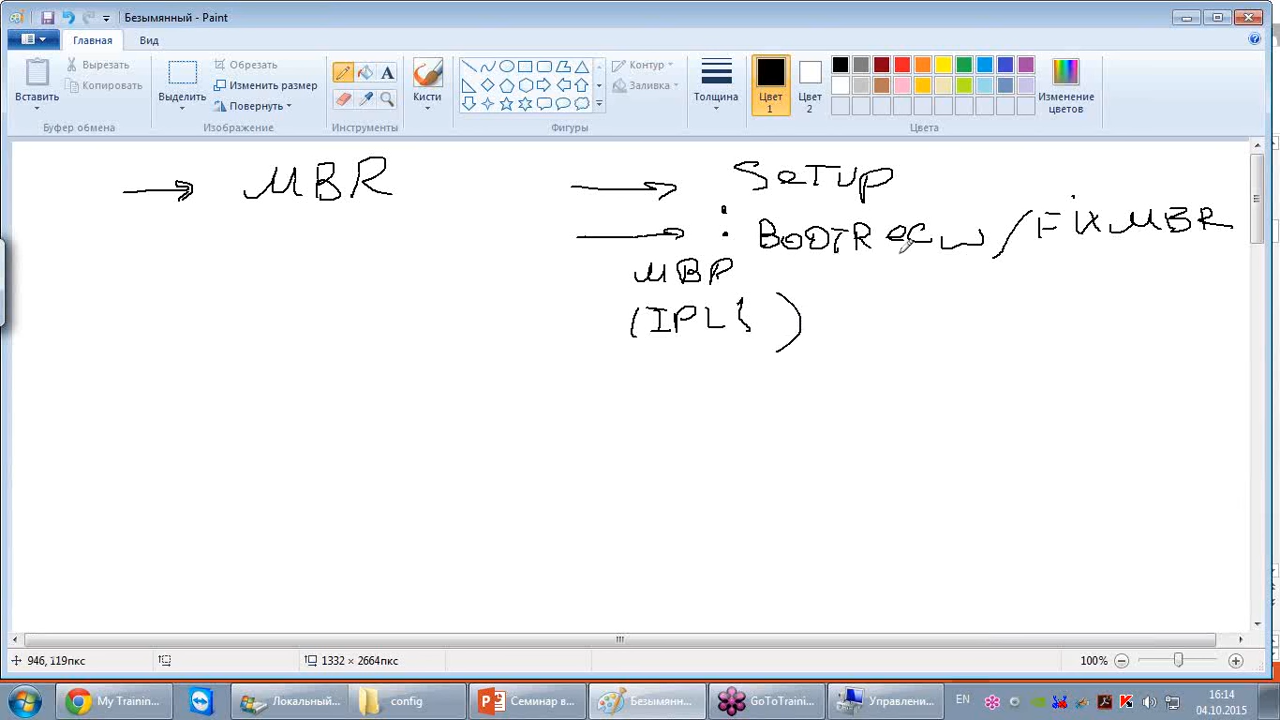 Безымянный - Paint
Главная
Вид
Вставить
Вырезать
Копировать
Буфер обмена
Выделить
Обрезать
Изменить размер
Повернуть
Изображение
Инструменты
Кисти
Фигуры
Контур
Заливка
Толщина
Цвет 1
Цвет 2
Изменение цветов
Цвета
→ MBR → SETUP
→ : BOOTREC /FIXMBR
MBR
(IPL )
946, 119пкс
1332 × 2664пкс
100%
My Trainin...
Локальный...
config
Семинар в...
Безымянн...
GoToTraini...
Управлени...
EN
16:14
04.10.2015